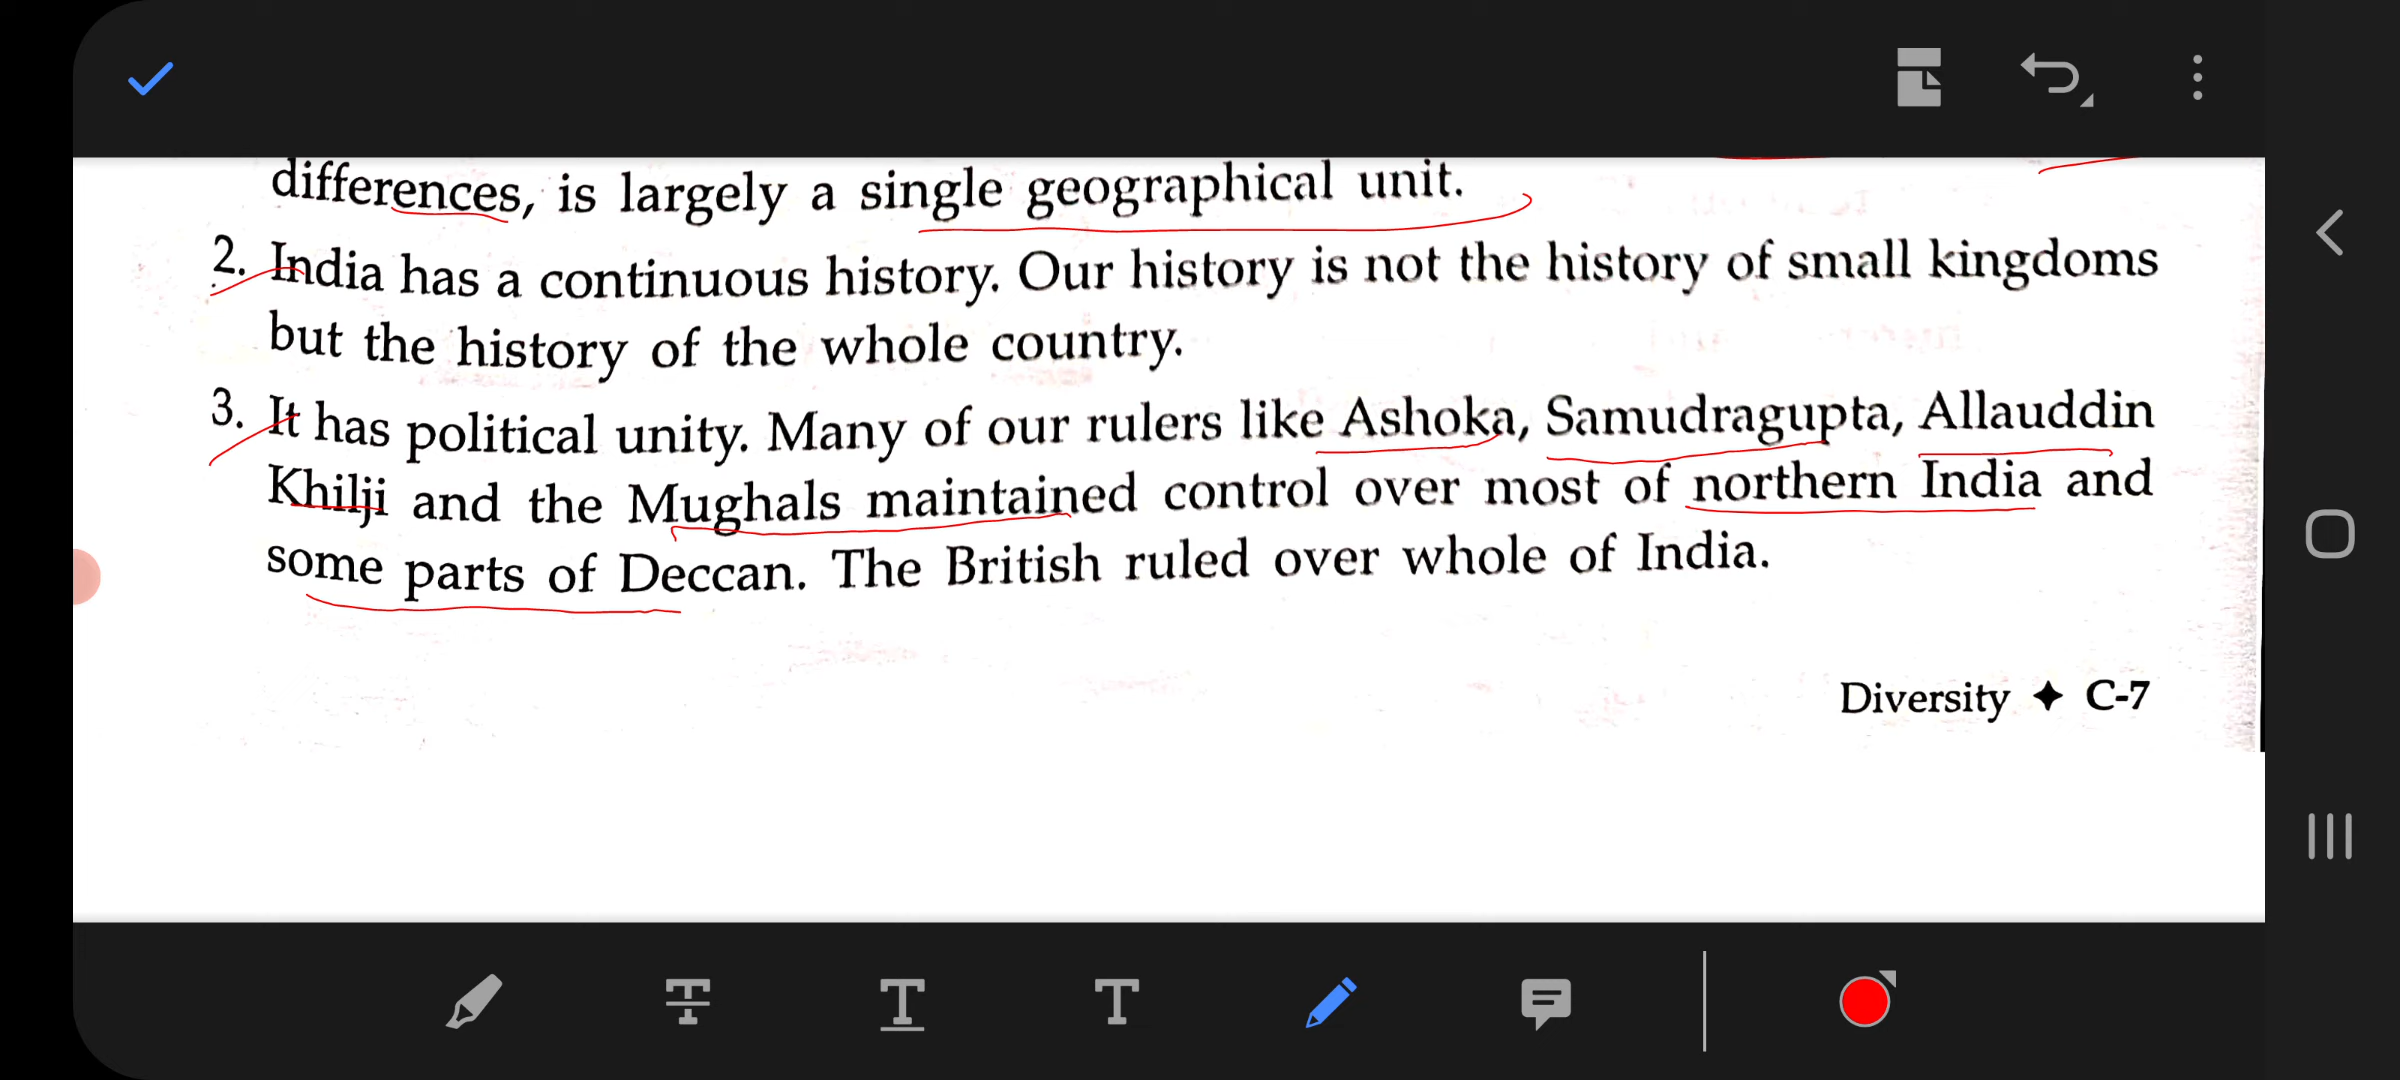 differences, is largely a single geographical unit.
2. India has a continuous history. Our history is not the history of small kingdoms
but the history of the whole country.
3. It has political unity. Many of our rulers like Ashoka, Samudragupta, Allauddin
Khilji and the Mughals maintained control over most of northern India and
some parts of Deccan. The British ruled over whole of India.
Diversity ✦ C-7